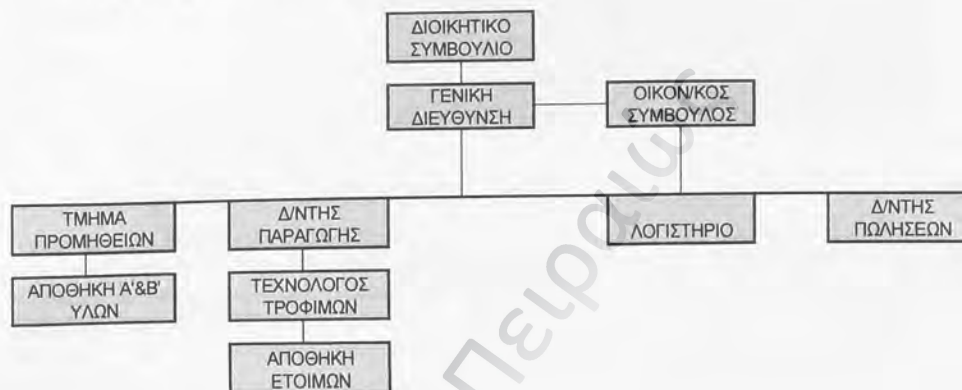 ΔΙΟΙΚΗΤΙΚΟ
ΣΥΜΒΟΥΛΙΟ
ΓΕΝΙΚΗ
ΔΙΕΥΘΥΝΣΗ
ΟΙΚΟΝ/ΚΟΣ
ΣΥΜΒΟΥΛΟΣ
ΤΜΗΜΑ
ΠΡΟΜΗΘΕΙΩΝ
Δ/ΝΤΗΣ
ΠΑΡΑΓΩΓΗΣ
ΛΟΓΙΣΤΗΡΙΟ
Δ/ΝΤΗΣ
ΠΩΛΗΣΕΩΝ
ΑΠΟΘΗΚΗ Α'&Β'
ΥΛΩΝ
ΤΕΧΝΟΛΟΓΟΣ
ΤΡΟΦΙΜΩΝ
ΑΠΟΘΗΚΗ
ΕΤΟΙΜΩΝ
Πειραιώς